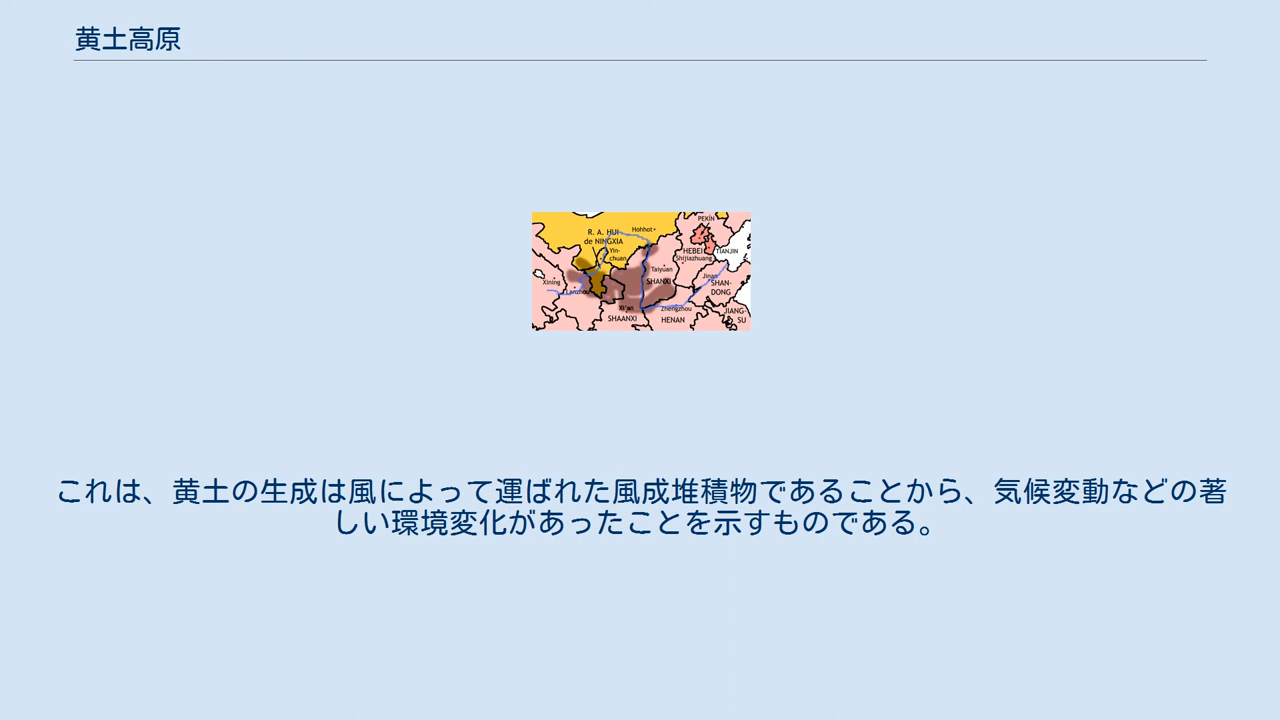 黄土高原
PEKÍN
R. A. HUI
de NINGXIA
Hohhot
HEBEI
TIANJIN
Yin-
chuan
Shijiazhuang
Taiyuan
Xining
SHANXI
Jinan
SHAN-
DONG
Lanzhou
Xi'an
Zhengzhou
JIANG-
SU
SHAANXI
HENAN
これは、黄土の生成は風によって運ばれた風成堆積物であることから、気候変動などの著
しい環境変化があったことを示すものである。